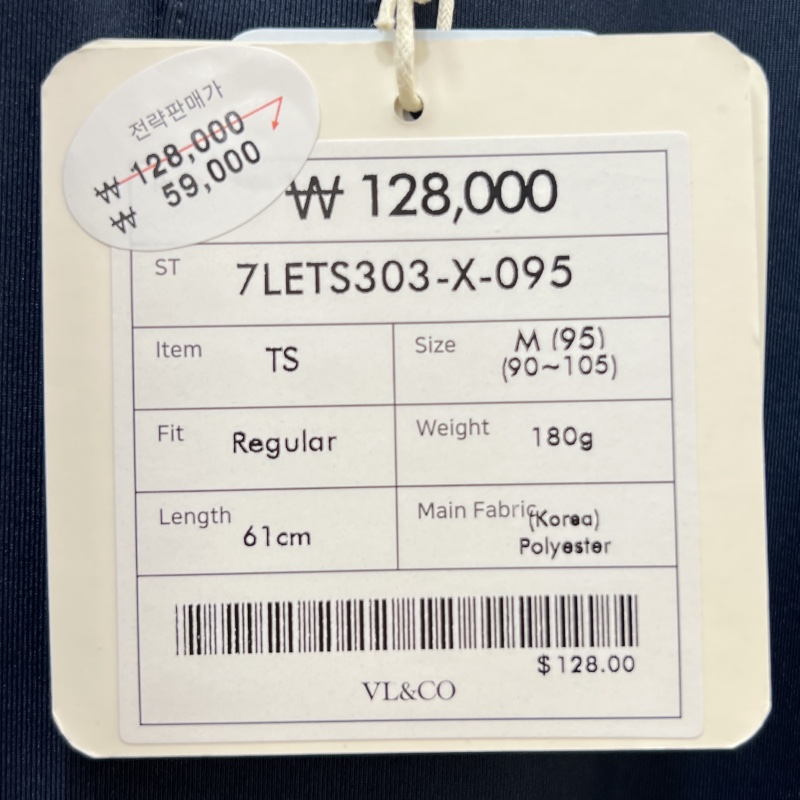 전략판매가
₩ 128,000
₩ 59,000
₩ 128,000
ST 7LETS303-X-095
Item TS
Size M (95)
(90~105)
Fit Regular
Weight 180g
Length 61cm
Main Fabric (Korea)
Polyester
$128.00
VL&CO